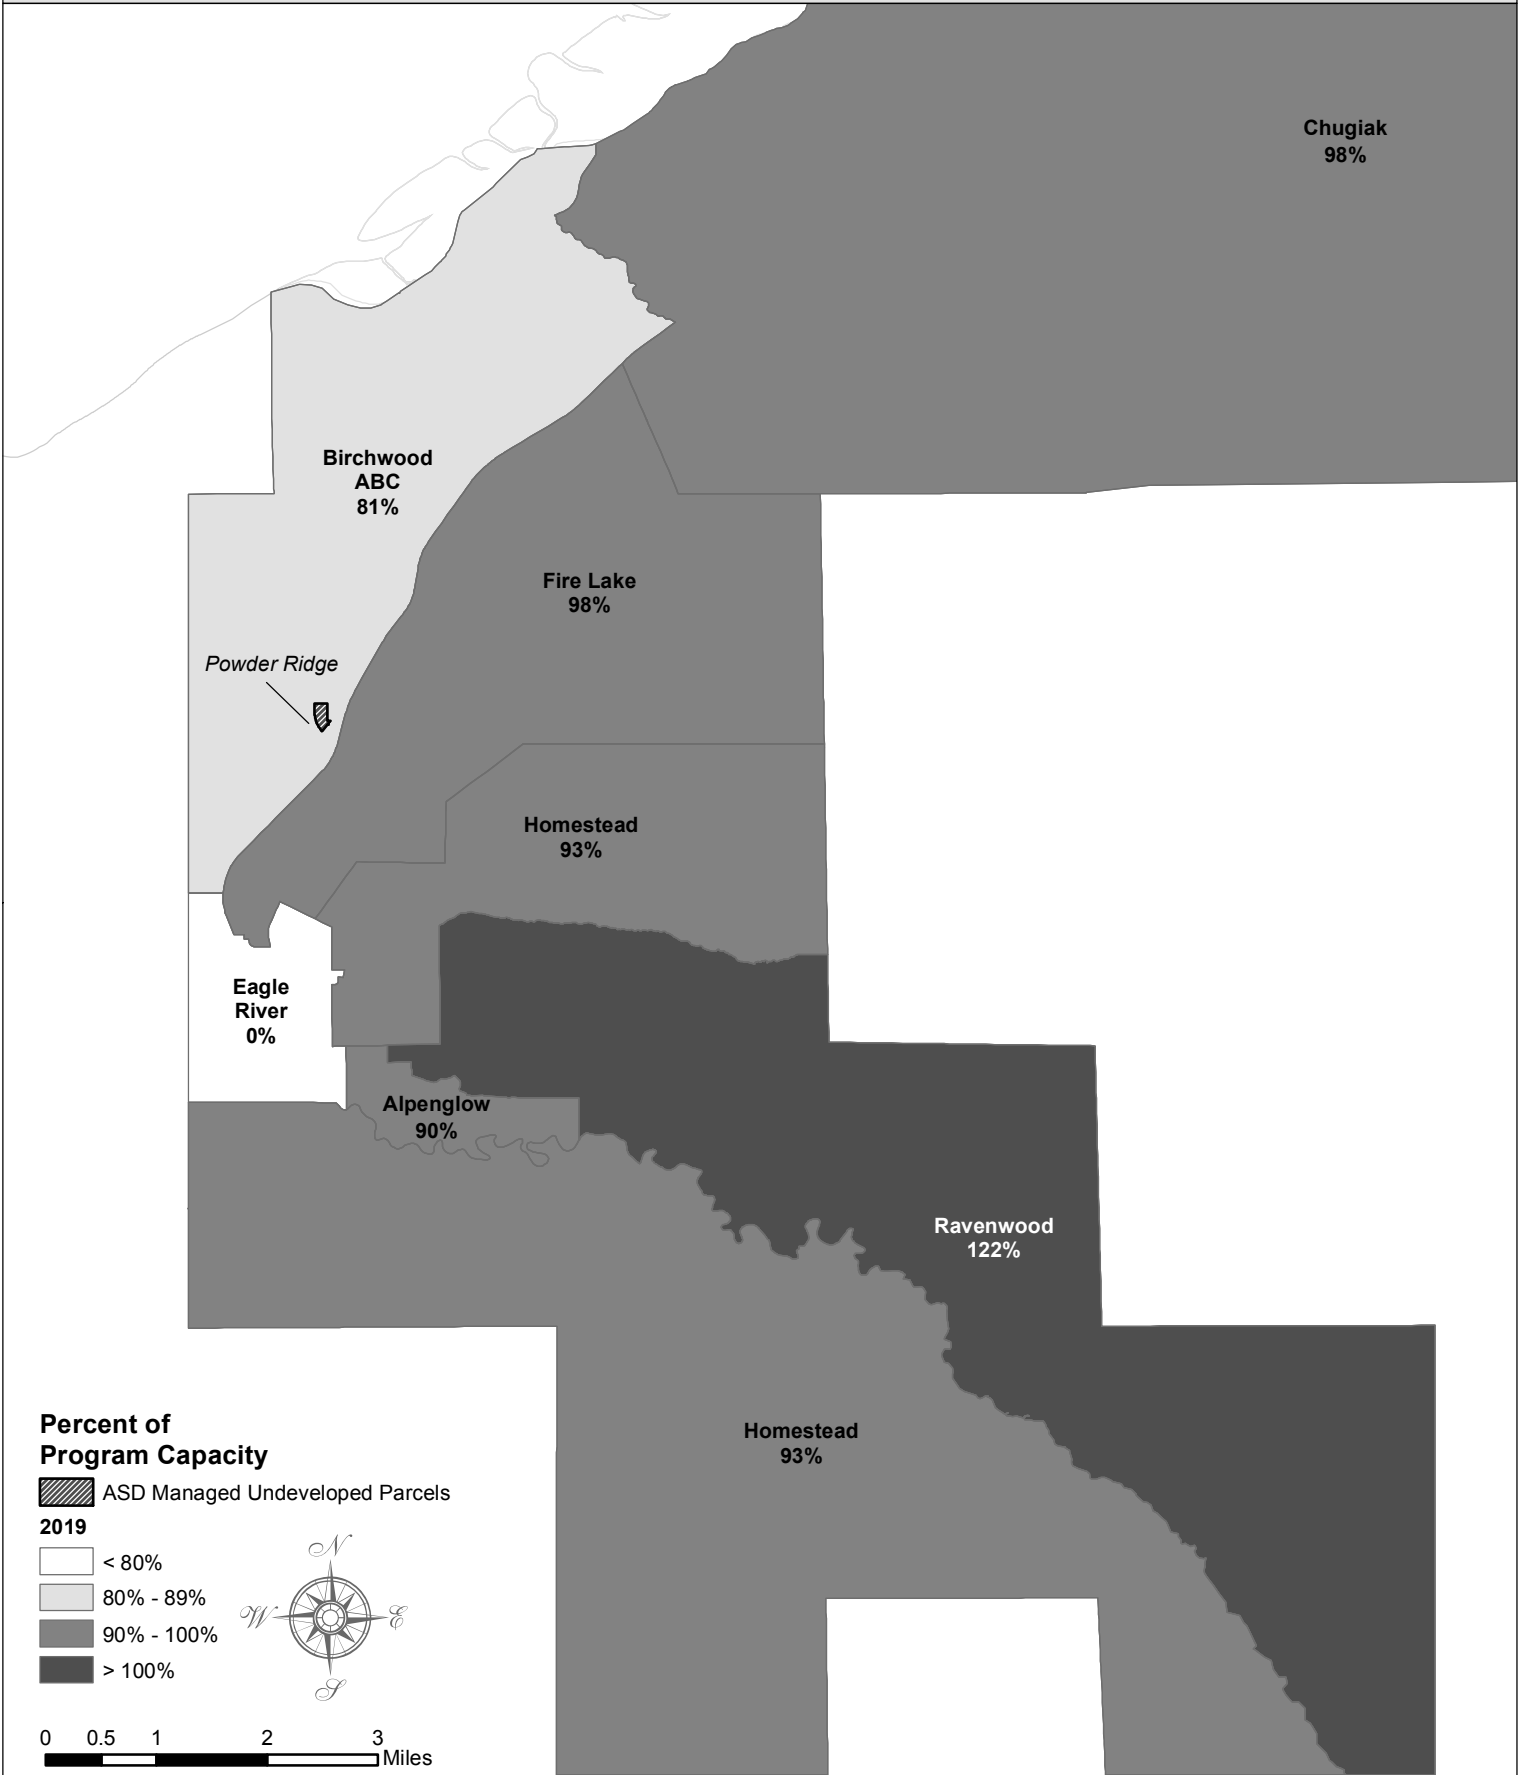 Chugiak
98%
Birchwood
ABC
81%
Fire Lake
98%
Powder Ridge
Homestead
93%
Eagle
River
0%
Alpenglow
90%
Ravenwood
122%
Homestead
93%
Percent of
Program Capacity
ASD Managed Undeveloped Parcels
2019
< 80%
80% - 89%
90% - 100%
> 100%
N
W
E
S
0 0.5 1 2 3
Miles